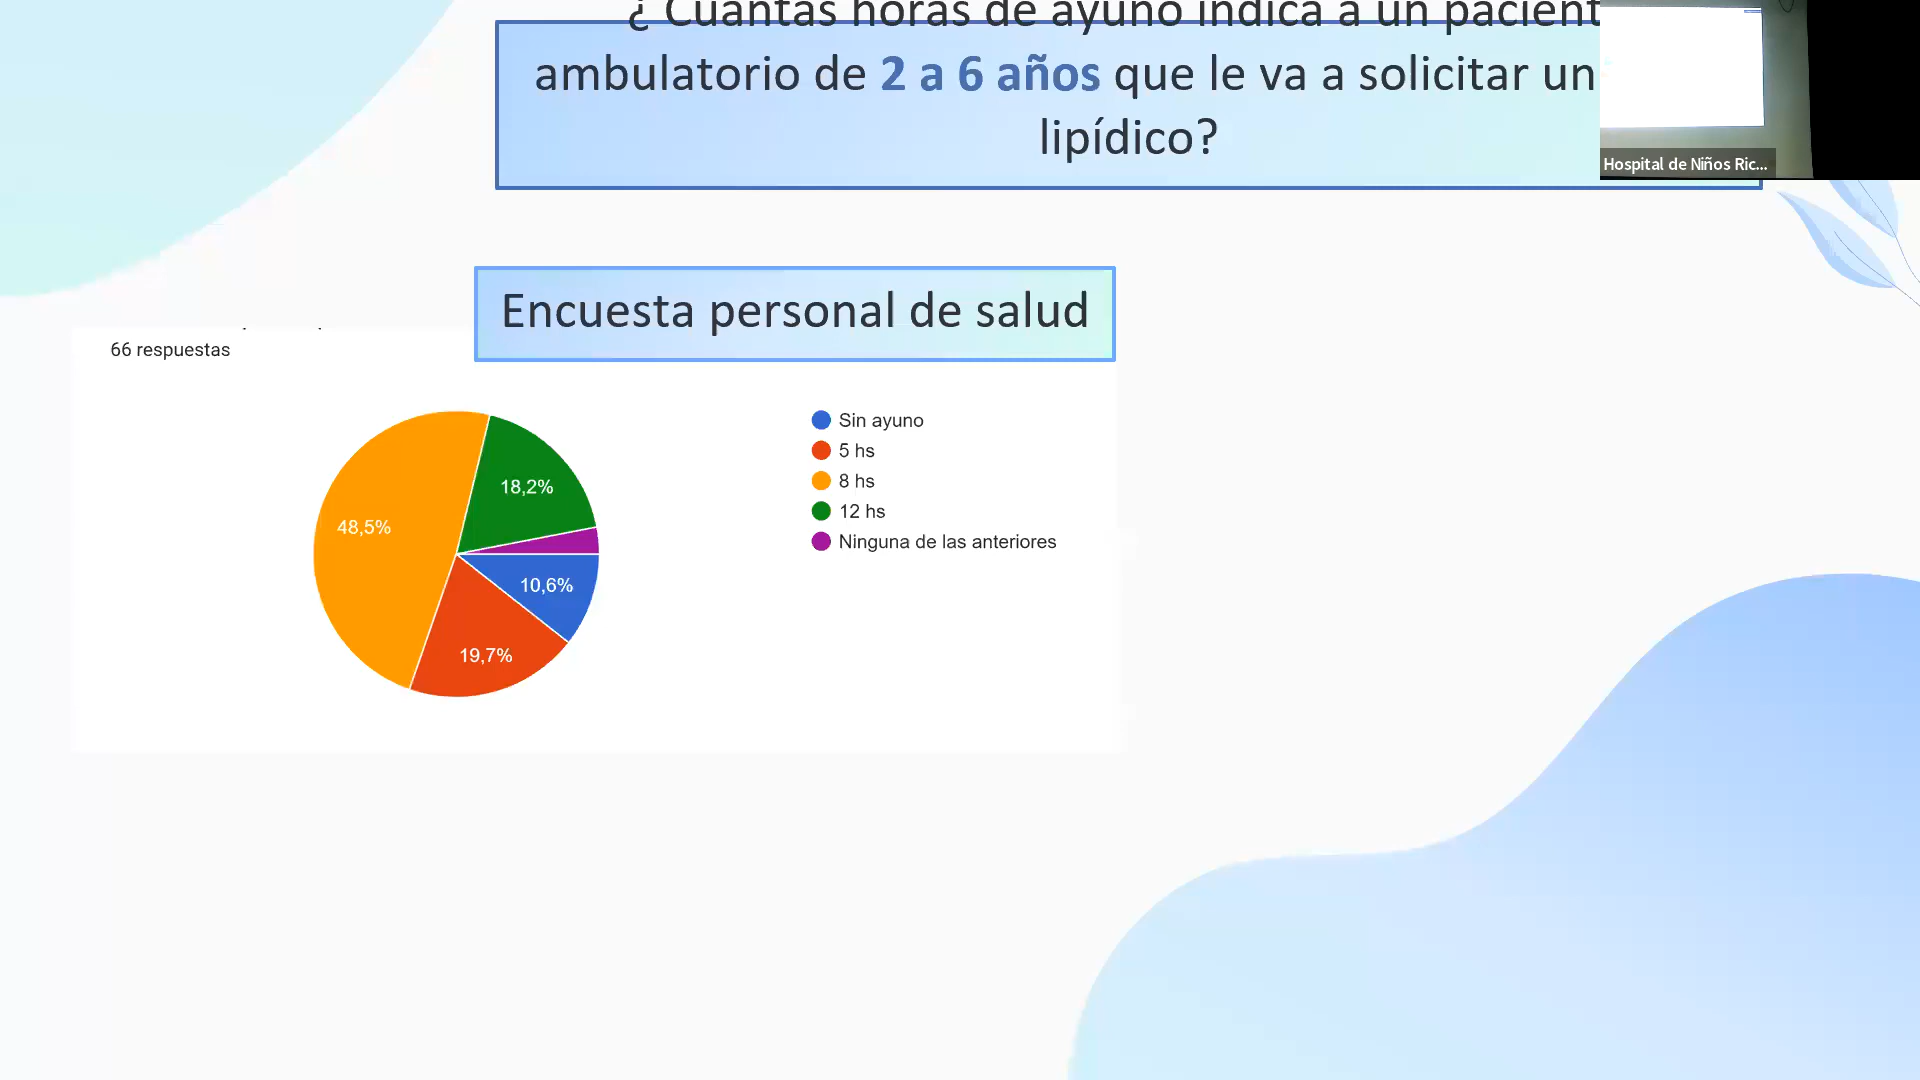 ¿ Cuántas horas de ayuno indica a un pacient
ambulatorio de 2 a 6 años que le va a solicitar un
lipídico?
Hospital de Niños Ric...
Encuesta personal de salud
66 respuestas
Sin ayuno
5 hs
8 hs
12 hs
Ninguna de las anteriores
18,2%
48,5%
10,6%
19,7%